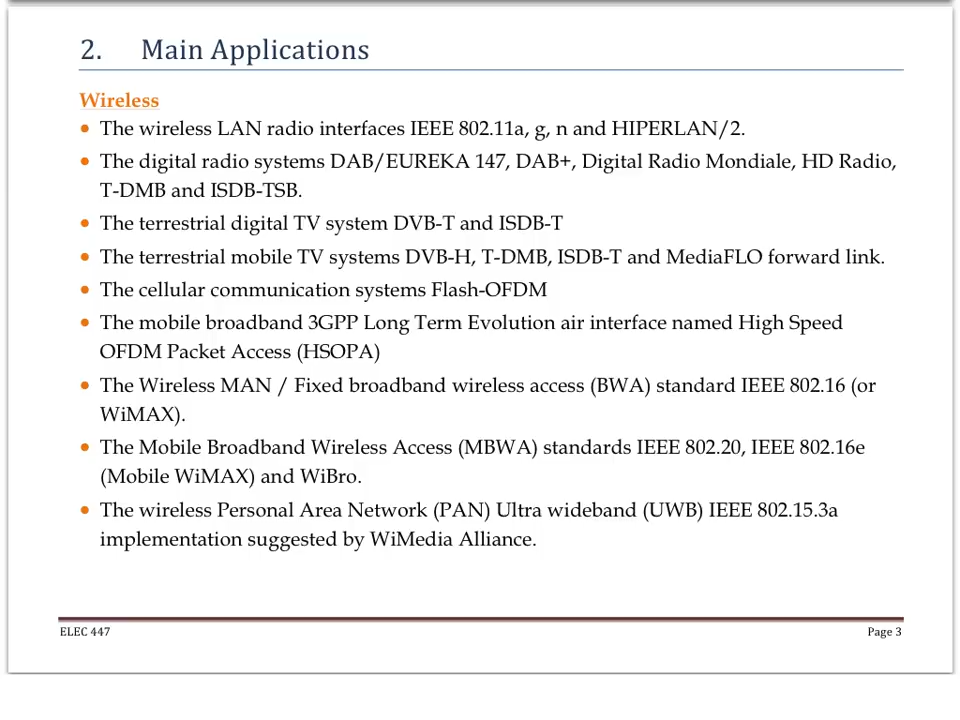 2. Main Applications
Wireless
• The wireless LAN radio interfaces IEEE 802.11a, g, n and HIPERLAN/2.
• The digital radio systems DAB/EUREKA 147, DAB+, Digital Radio Mondiale, HD Radio,
T-DMB and ISDB-TSB.
• The terrestrial digital TV system DVB-T and ISDB-T
• The terrestrial mobile TV systems DVB-H, T-DMB, ISDB-T and MediaFLO forward link.
• The cellular communication systems Flash-OFDM
• The mobile broadband 3GPP Long Term Evolution air interface named High Speed
OFDM Packet Access (HSOPA)
• The Wireless MAN / Fixed broadband wireless access (BWA) standard IEEE 802.16 (or
WiMAX).
• The Mobile Broadband Wireless Access (MBWA) standards IEEE 802.20, IEEE 802.16e
(Mobile WiMAX) and WiBro.
• The wireless Personal Area Network (PAN) Ultra wideband (UWB) IEEE 802.15.3a
implementation suggested by WiMedia Alliance.
ELEC 447
Page 3